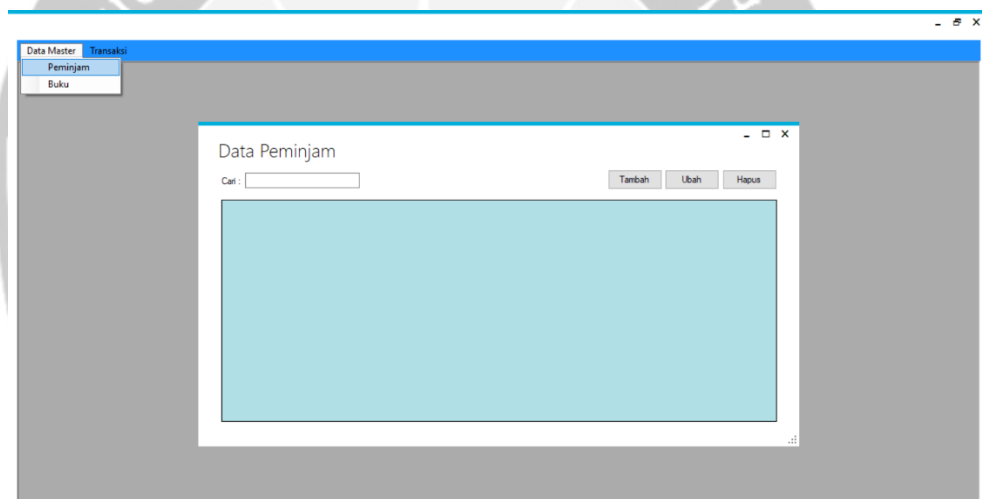 Data Master Transaksi
Peminjam
Buku
Data Peminjam
Cari :
Tambah Ubah Hapus